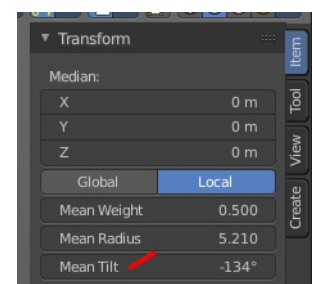 Transform
Item
Median:
X 0 m
Y 0 m
Z 0 m
Tool
View
Global Local
Mean Weight 0.500
Create
Mean Radius 5.210
Mean Tilt -134°